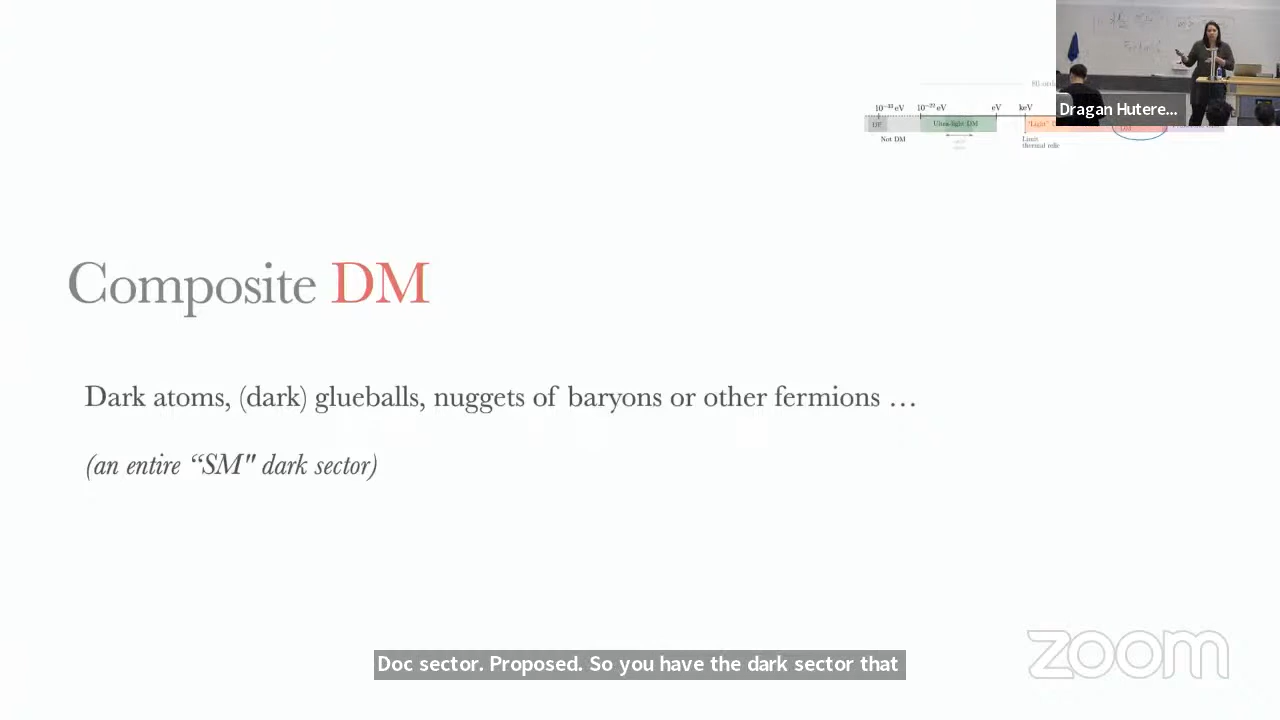 10⁻³³ eV 10⁻²² eV eV keV
DE Ultra-light DM "Light"
DM
Not DM Limit
thermal relic
Dragan Hutere...
Composite DM
Dark atoms, (dark) glueballs, nuggets of baryons or other fermions …
(an entire “SM" dark sector)
Doc sector. Proposed. So you have the dark sector that
zoom